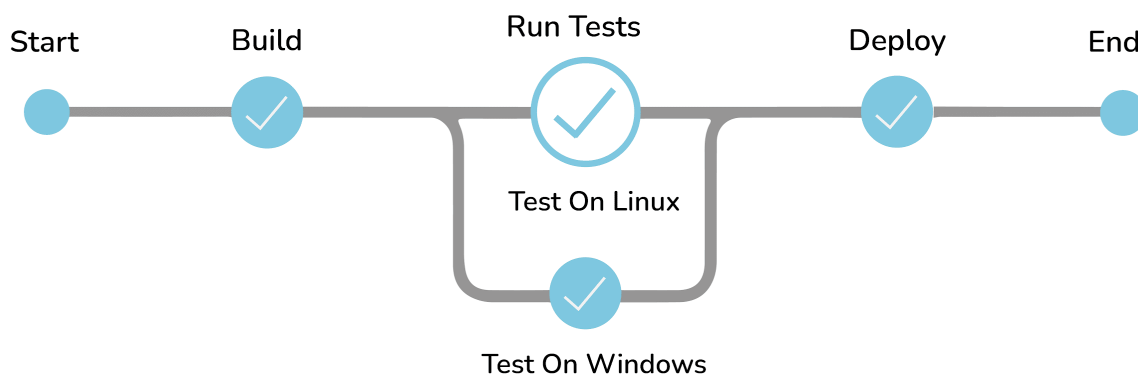 Start
Build
Run Tests
Deploy
End
Test On Linux
Test On Windows